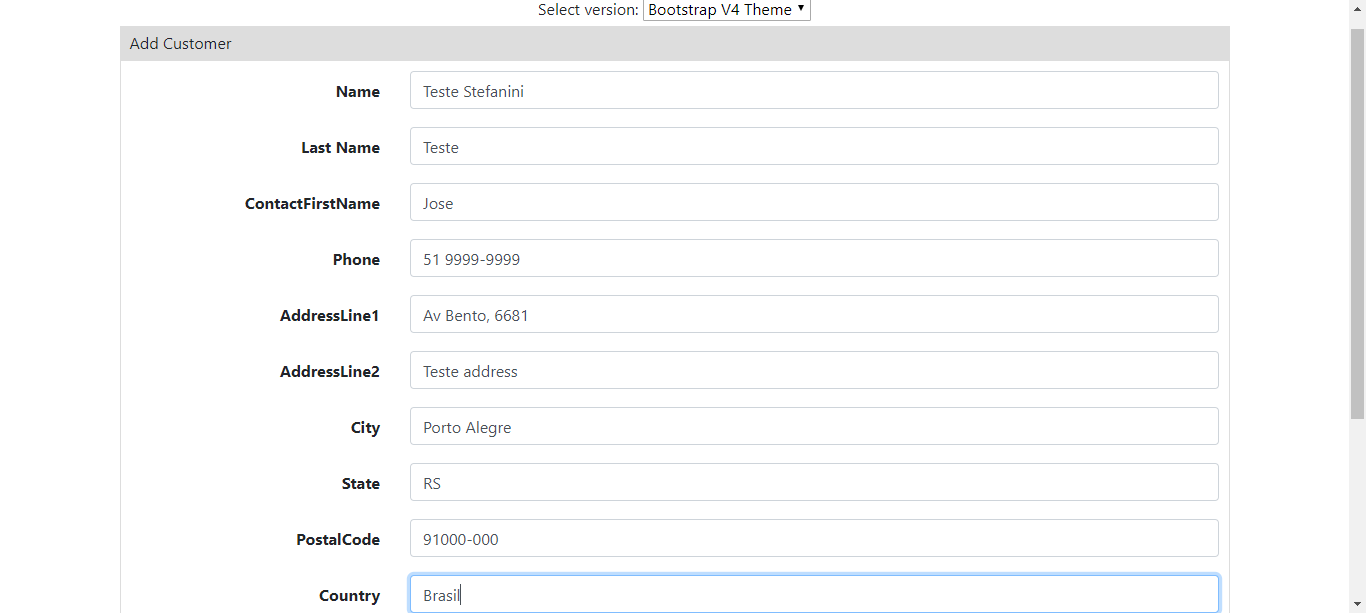 Select version: Bootstrap V4 Theme
Add Customer
Name Teste Stefanini
Last Name Teste
ContactFirstName Jose
Phone 51 9999-9999
AddressLine1 Av Bento, 6681
AddressLine2 Teste address
City Porto Alegre
State RS
PostalCode 91000-000
Country Brasil